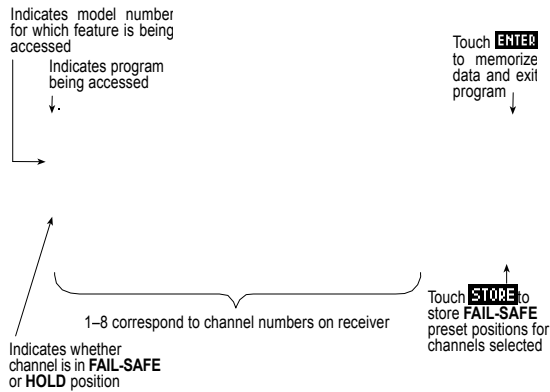 Indicates model number
for which feature is being
accessed
Indicates program
being accessed
Touch ENTER
to memorize
data and exit
program
1–8 correspond to channel numbers on receiver
Touch STORE to
store FAIL-SAFE
preset positions for
channels selected
Indicates whether
channel is in FAIL-SAFE
or HOLD position